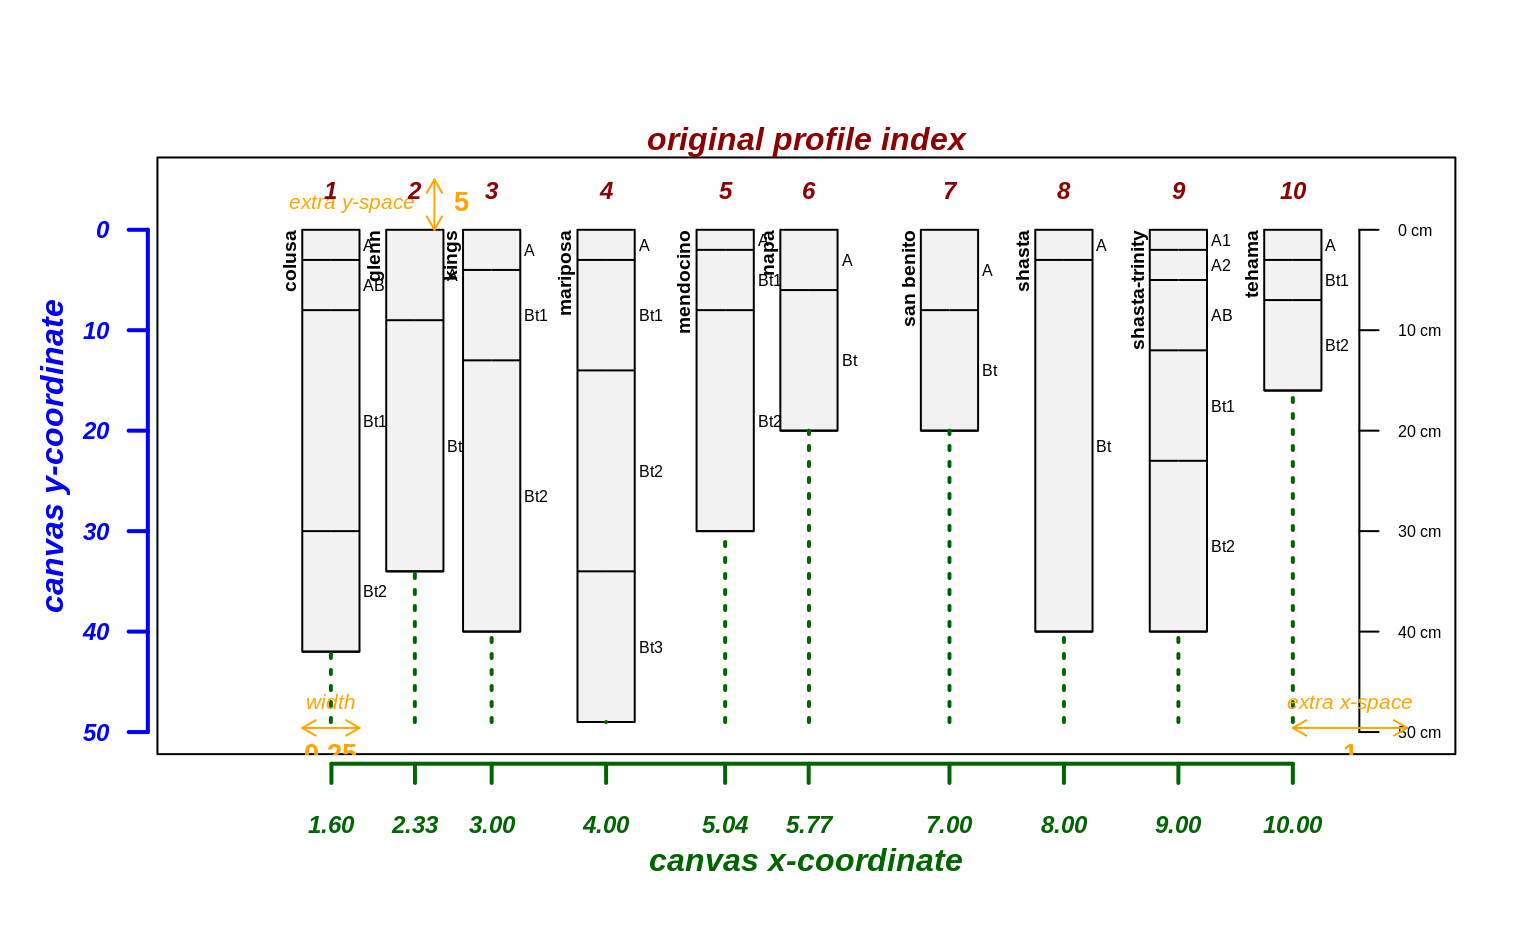 original profile index
1 2 3 4 5 6 7 8 9 10
extra y-space 5
canvas y-coordinate
0
10
20
30
40
50
colusa
A
AB
Bt1
Bt2
glenn
Bt
kings
A
Bt1
Bt2
mariposa
A
Bt1
Bt2
Bt3
mendocino
A
Bt1
Bt2
napa
A
Bt
san benito
A
Bt
shasta
A
Bt
shasta-trinity
A1
A2
AB
Bt1
Bt2
tehama
A
Bt1
Bt2
0 cm
10 cm
20 cm
30 cm
40 cm
50 cm
width
0.25
extra x-space
1
1.60 2.33 3.00 4.00 5.04 5.77 7.00 8.00 9.00 10.00
canvas x-coordinate